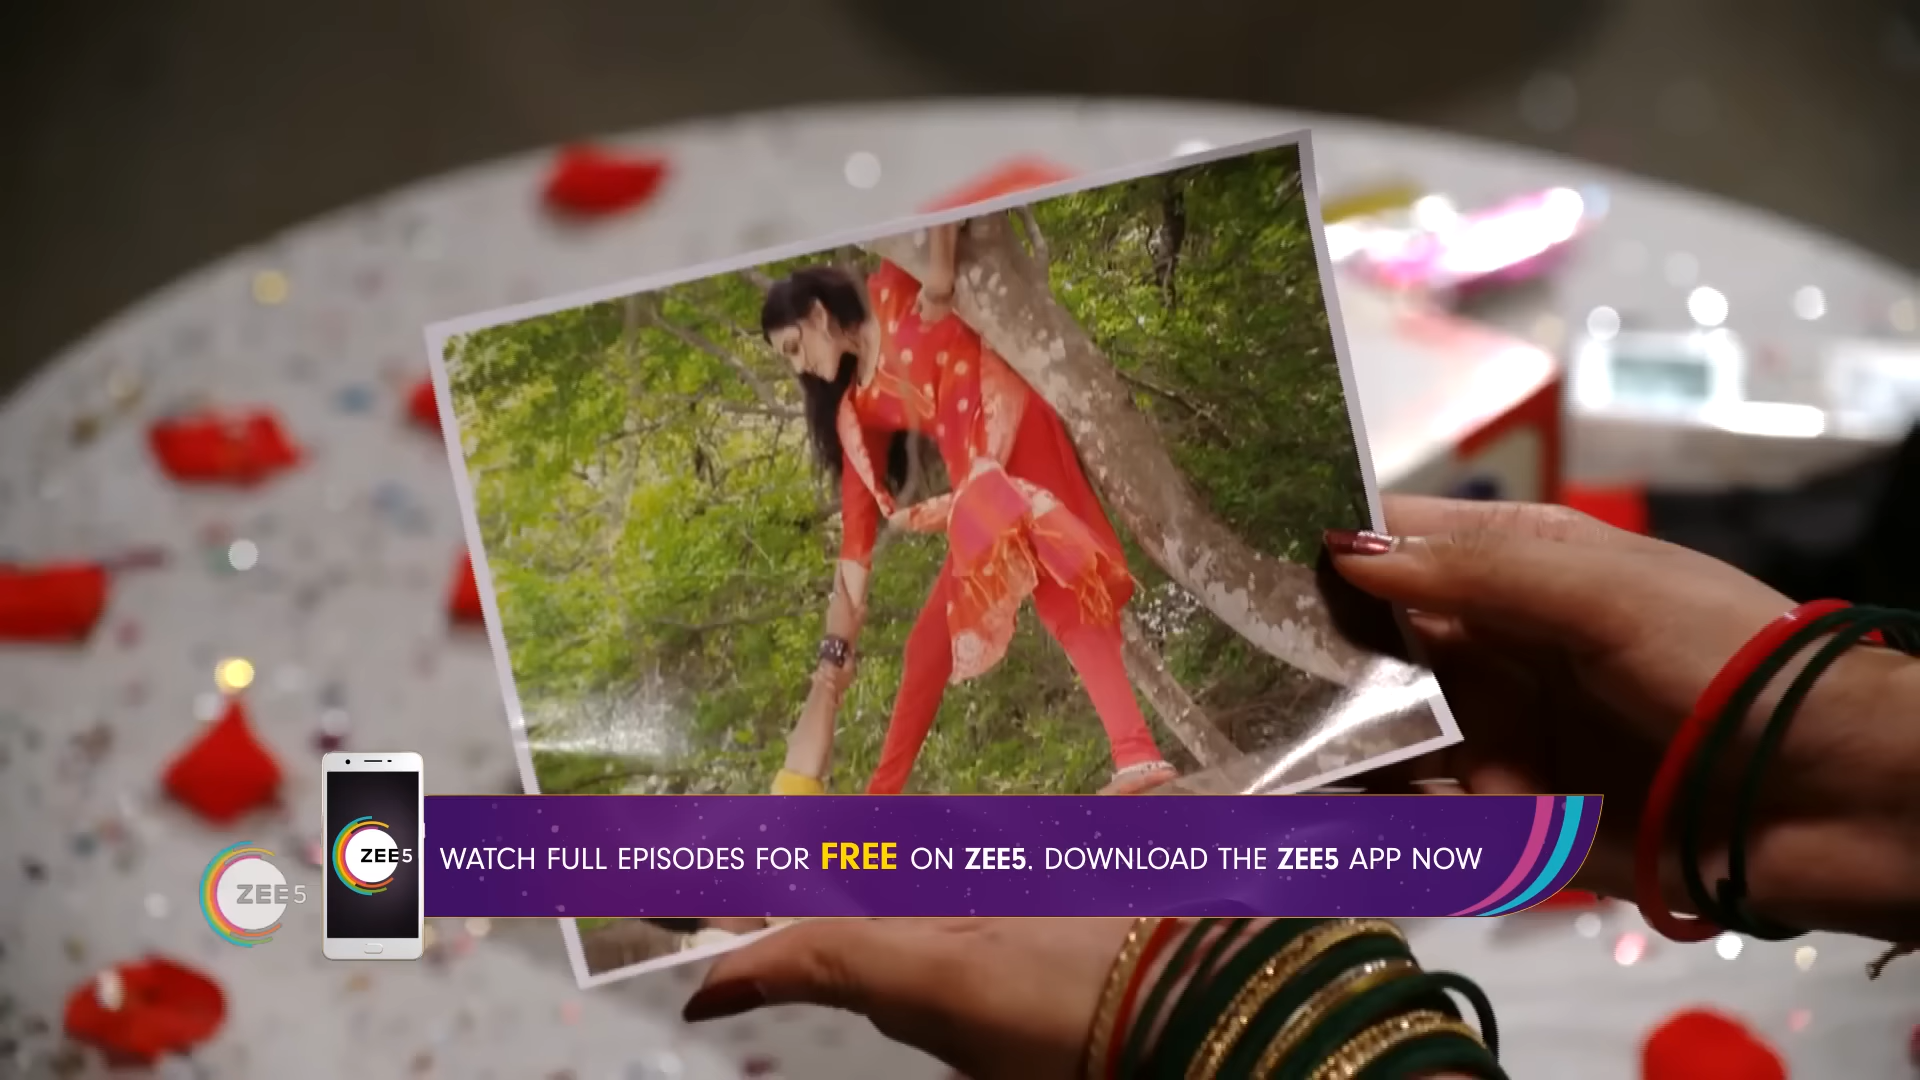 ZEE5
WATCH FULL EPISODES FOR FREE ON ZEE5. DOWNLOAD THE ZEE5 APP NOW
ZEE5